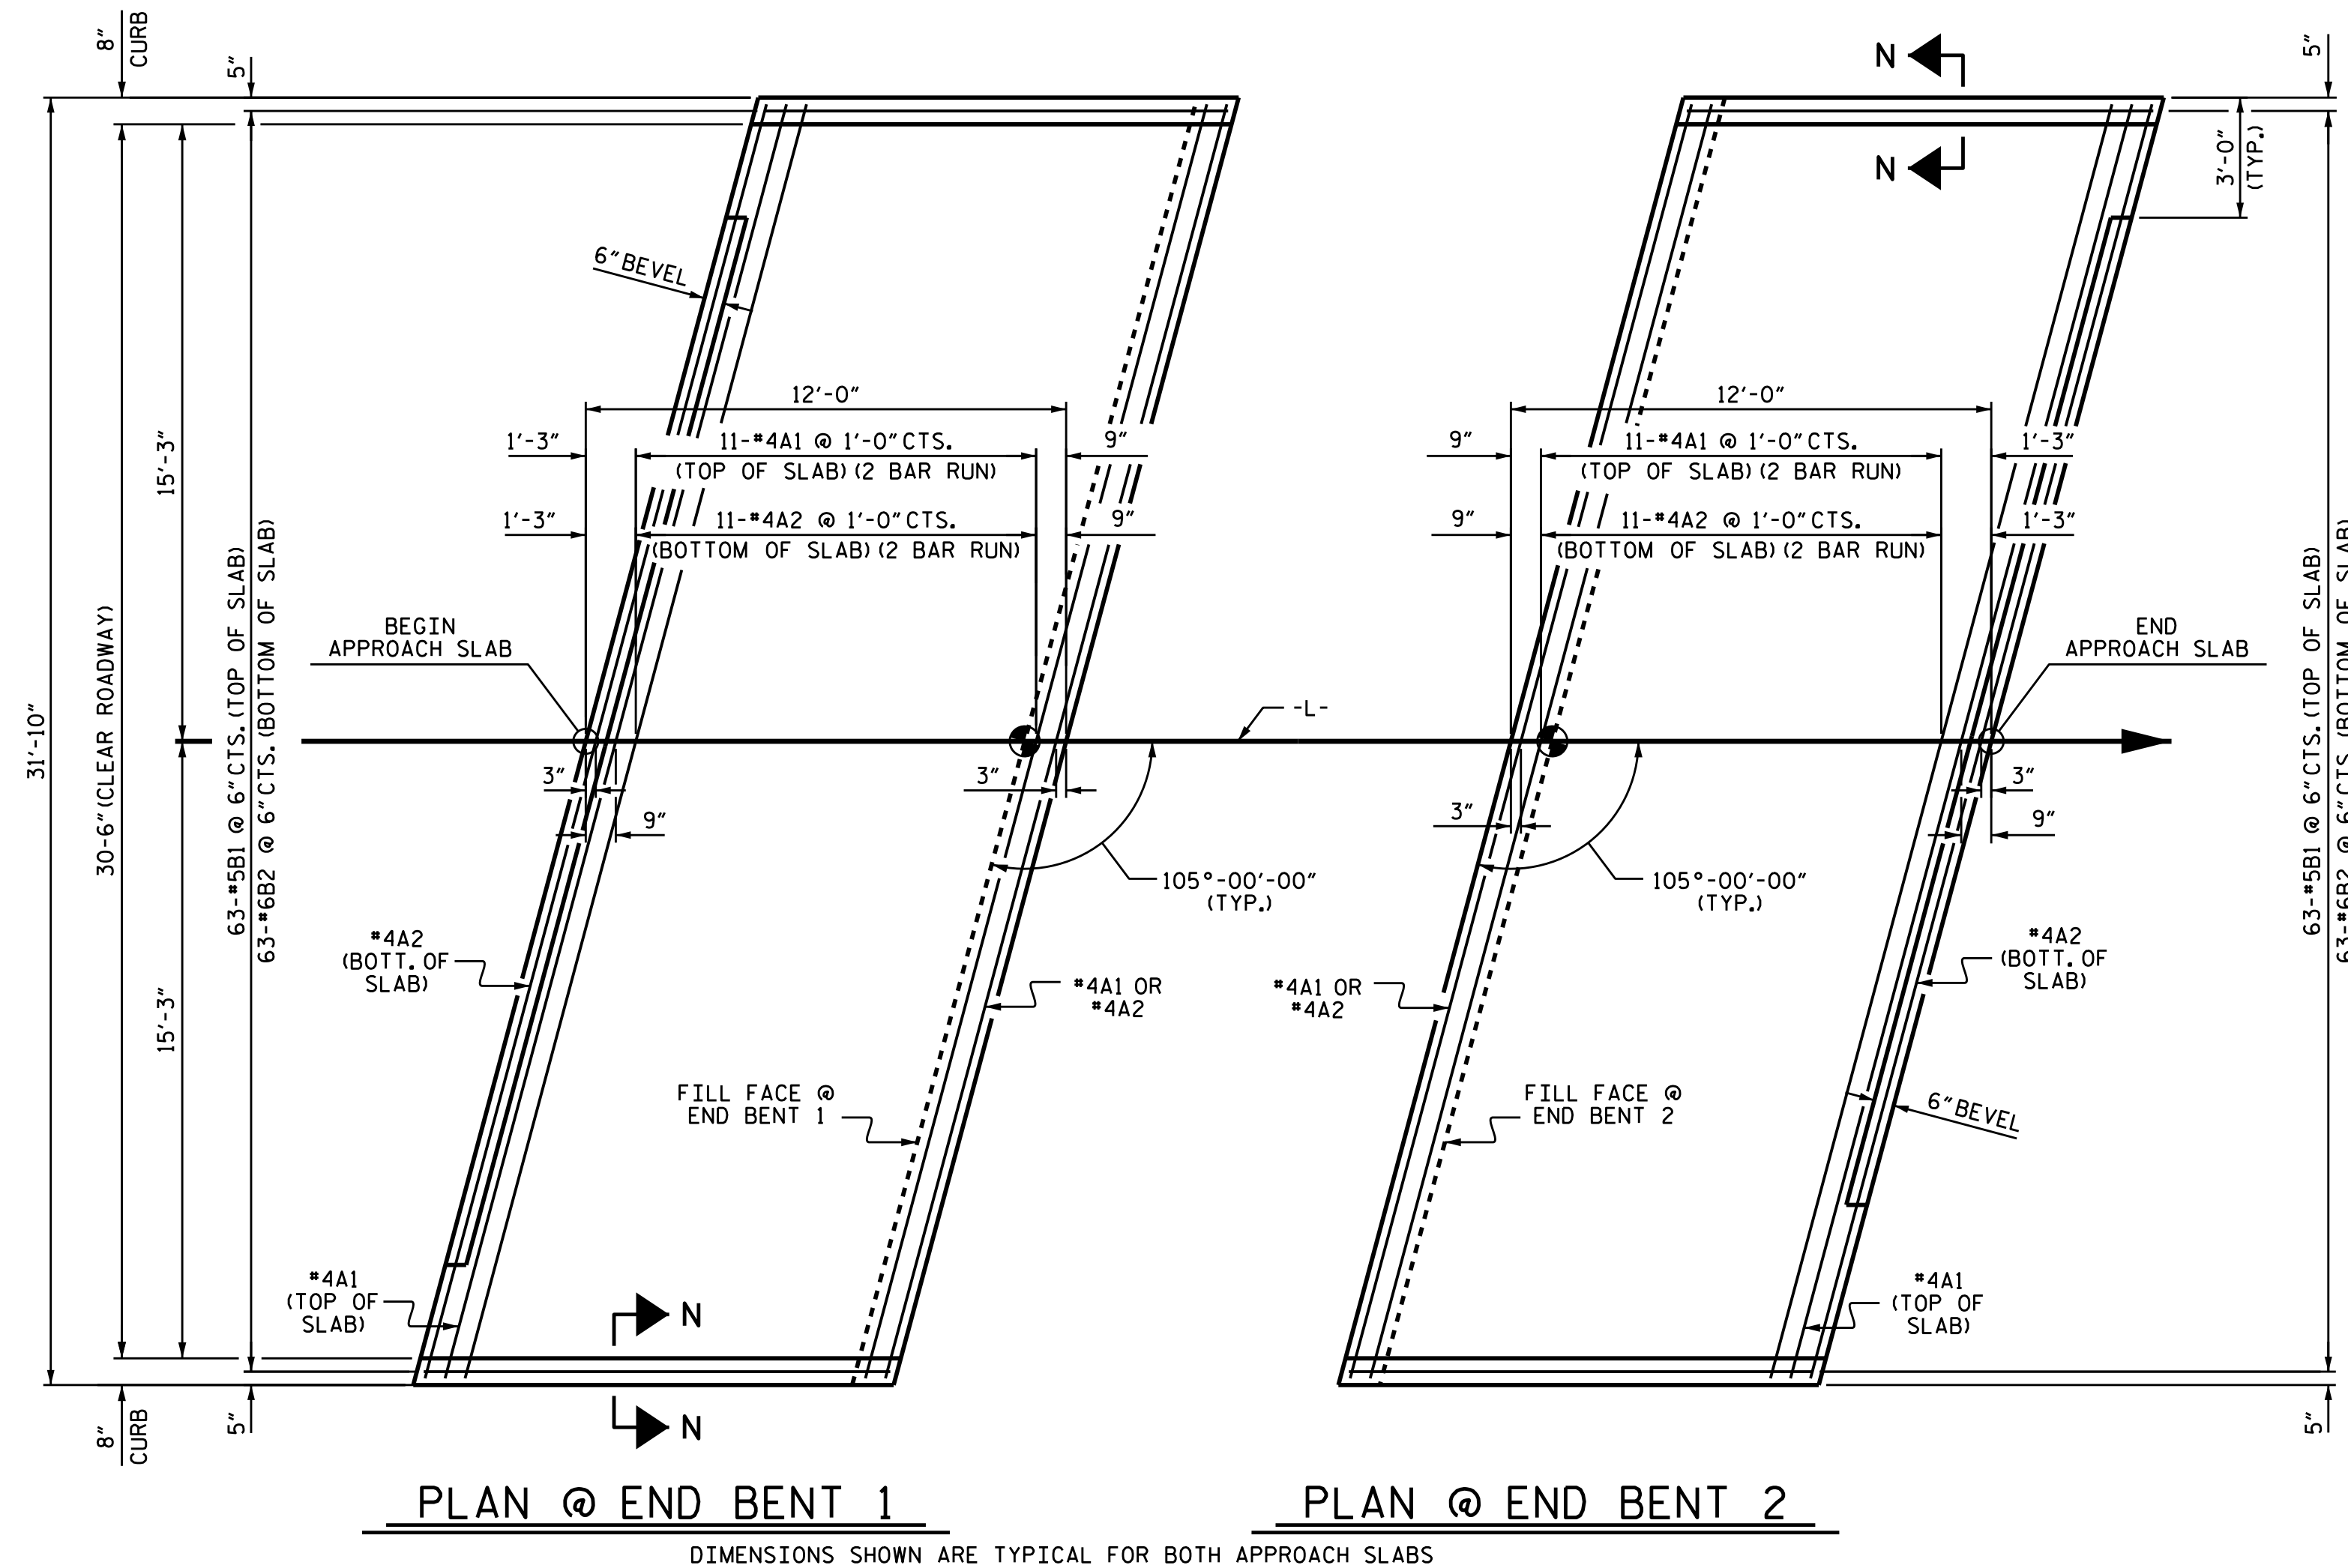 8"
CURB
5"
31'-10"
30-6"(CLEAR ROADWAY)
15'-3"
15'-3"
63-#5B1 @ 6"CTS.(TOP OF SLAB)
63-#6B2 @ 6"CTS.(BOTTOM OF SLAB)
8"
CURB
5"
6"BEVEL
12'-0"
1'-3"
11-#4A1 @ 1'-0"CTS.
9"
(TOP OF SLAB)(2 BAR RUN)
1'-3"
11-#4A2 @ 1'-0"CTS.
9"
(BOTTOM OF SLAB)(2 BAR RUN)
BEGIN
APPROACH SLAB
3"
9"
3"
105°-00'-00"
(TYP.)
#4A2
(BOTT.OF
SLAB)
#4A1 OR
#4A2
FILL FACE @
END BENT 1
#4A1
(TOP OF
SLAB)
N
N
-L-
N
N
5"
3'-0"
(TYP.)
12'-0"
9"
11-#4A1 @ 1'-0"CTS.
1'-3"
(TOP OF SLAB)(2 BAR RUN)
9"
11-#4A2 @ 1'-0"CTS.
1'-3"
(BOTTOM OF SLAB)(2 BAR RUN)
END
APPROACH SLAB
3"
3"
9"
105°-00'-00"
(TYP.)
#4A1 OR
#4A2
#4A2
(BOTT.OF
SLAB)
FILL FACE @
END BENT 2
6"BEVEL
#4A1
(TOP OF
SLAB)
63-#5B1 @ 6"CTS.(TOP OF SLAB)
63-#6B2 @ 6"CTS.(BOTTOM OF SLAB)
5"
PLAN @ END BENT 1
PLAN @ END BENT 2
DIMENSIONS SHOWN ARE TYPICAL FOR BOTH APPROACH SLABS